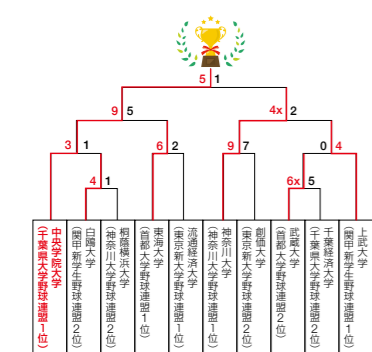 5 1
9 5
4x 2
3 1
6 2
9 7
0 4
4 1
6x 5
中央学院大学
（千葉県大学野球連盟1位）
白鷗大学
（関甲新学生野球連盟2位）
桐蔭横浜大学
（神奈川大学野球連盟2位）
東海大学
（首都大学野球連盟1位）
流通経済大学
（東京新大学野球連盟1位）
神奈川大学
（神奈川大学野球連盟1位）
創価大学
（東京新大学野球連盟2位）
武蔵大学
（首都大学野球連盟2位）
千葉経済大学
（千葉県大学野球連盟2位）
上武大学
（関甲新学生野球連盟1位）